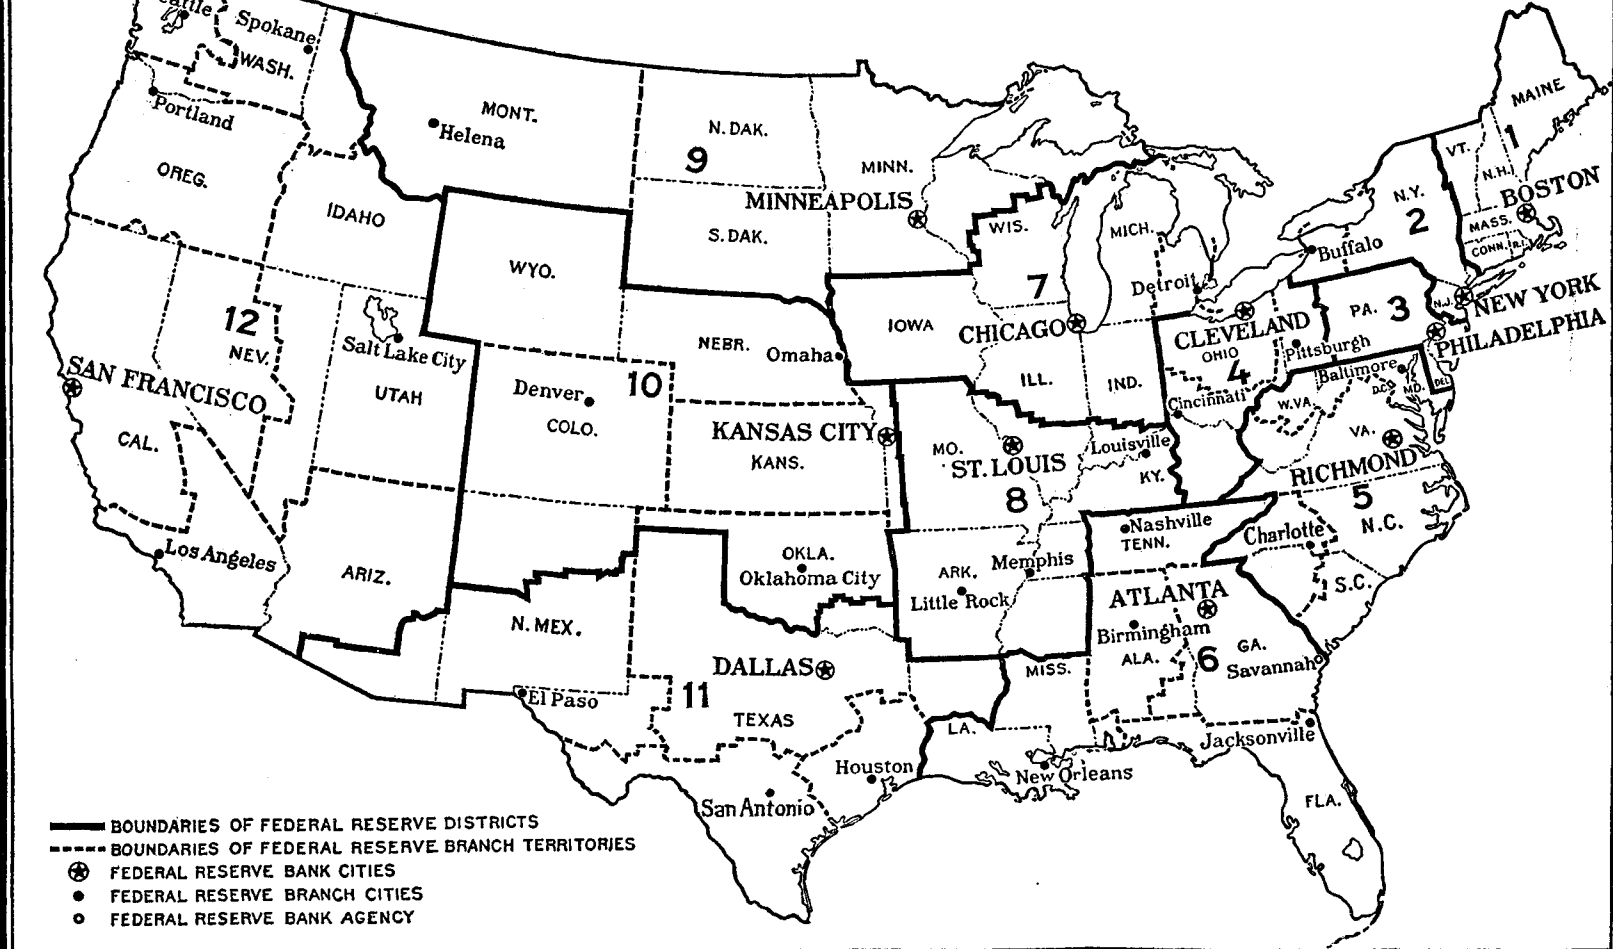 Spokane
WASH.
Portland
MONT.
Helena
N. DAK.
9
MINN.
MAINE
1
VT.
N.H.
BOSTON
MASS.
CONN.
R.I.
OREG.
IDAHO
MINNEAPOLIS
S. DAK.
WIS.
MICH.
N.Y.
2
Buffalo
WYO.
7
Detroit
N.J.
NEW YORK
12
NEV.
Salt Lake City
UTAH
NEBR.
Omaha
IOWA
CHICAGO
CLEVELAND
OHIO
4
PA.
3
Pittsburgh
PHILADELPHIA
SAN FRANCISCO
CAL.
10
Denver
COLO.
KANSAS CITY
KANS.
ILL.
IND.
Cincinnati
Baltimore
D.C.
MD.
DEL.
W.VA.
VA.
RICHMOND
5
MO.
ST. LOUIS
8
Louisville
KY.
Los Angeles
ARIZ.
N. MEX.
OKLA.
Oklahoma City
ARK.
Little Rock
Memphis
Nashville
TENN.
Charlotte
N.C.
S.C.
ATLANTA
Birmingham
ALA.
6
GA.
Savannah
DALLAS
El Paso
11
TEXAS
MISS.
LA.
Houston
New Orleans
Jacksonville
San Antonio
FLA.
BOUNDARIES OF FEDERAL RESERVE DISTRICTS
BOUNDARIES OF FEDERAL RESERVE BRANCH TERRITORIES
FEDERAL RESERVE BANK CITIES
FEDERAL RESERVE BRANCH CITIES
FEDERAL RESERVE BANK AGENCY